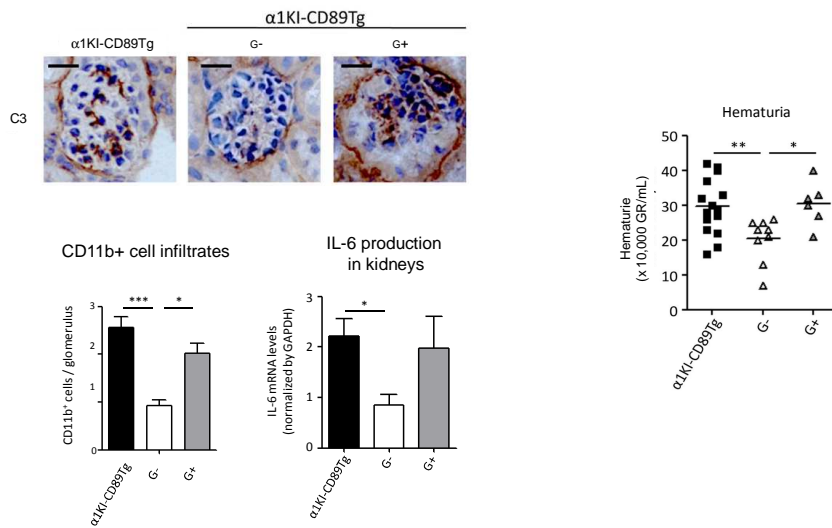 α1KI-CD89Tg
α1KI-CD89Tg G- G+
C3
CD11b+ cell infiltrates
CD11b⁺ cells / glomerulus
3
2
1
0
*** *
α1KI-CD89Tg
G-
G+
IL-6 production
in kidneys
IL-6 mRNA levels
(normalized by GAPDH)
3
2
1
0
*
α1KI-CD89Tg
G-
G+
Hematuria
Hematurie
(x 10,000 GR/mL)
50
40
30
20
10
0
** *
α1KI-CD89Tg
G-
G+